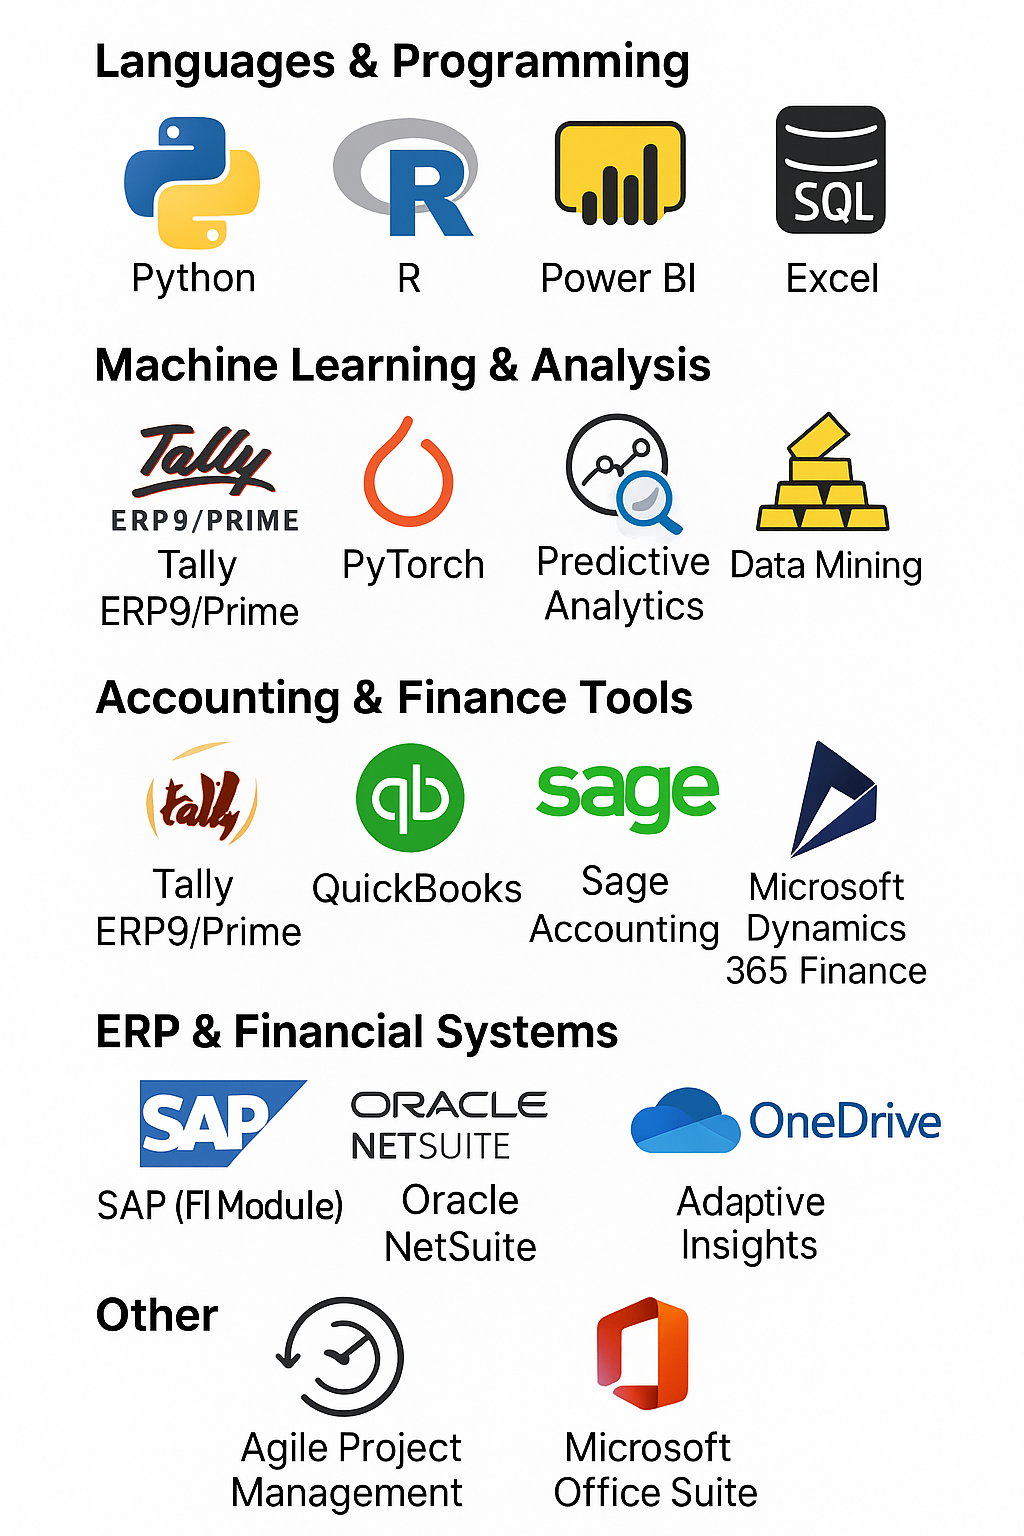 Languages & Programming
SQL
Python
R
Power BI
Excel
Machine Learning & Analysis
Tally
ERP9/PRIME
Tally
ERP9/Prime
PyTorch
Predictive
Analytics
Data Mining
Accounting & Finance Tools
tally
qb
sage
Tally
ERP9/Prime
QuickBooks
Sage
Accounting
Microsoft
Dynamics
365 Finance
ERP & Financial Systems
SAP
ORACLE
NETSUITE
OneDrive
SAP (FI Module)
Oracle
NetSuite
Adaptive
Insights
Other
Agile Project
Management
Microsoft
Office Suite